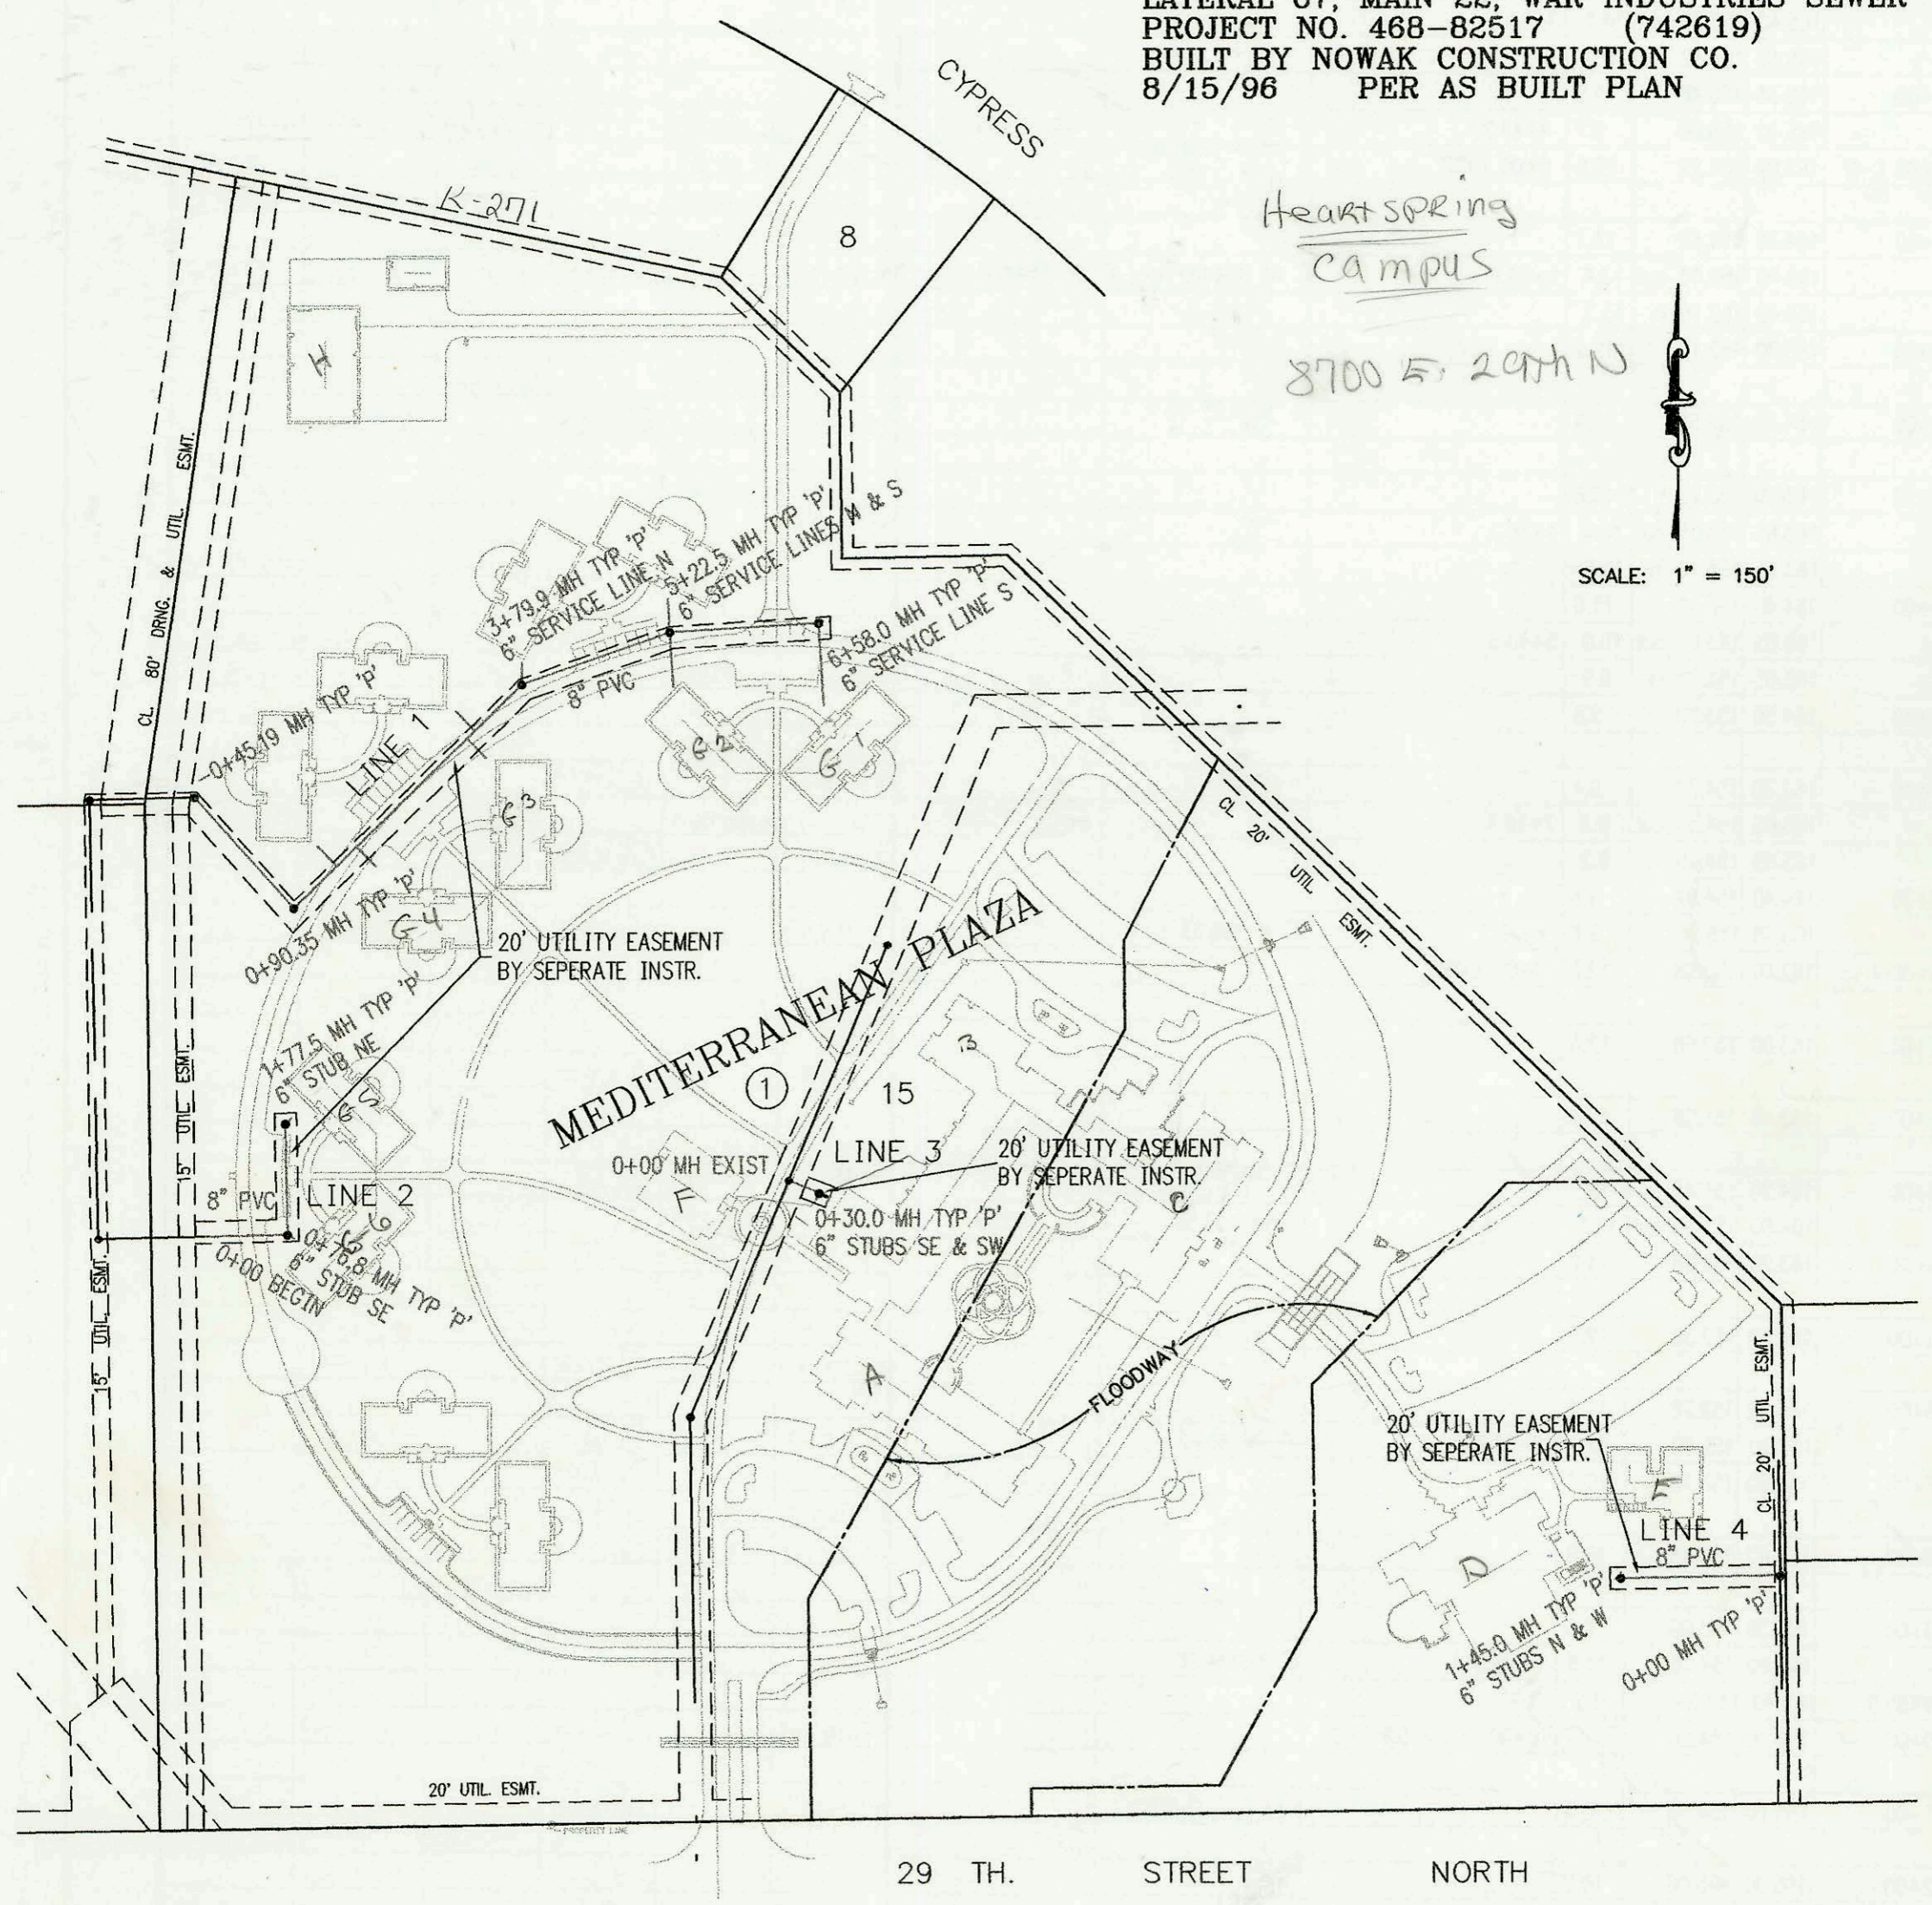 LATERAL 67, MAIN 22, WAR INDUSTRIES SEWER
PROJECT NO. 468-82517 (742619)
BUILT BY NOWAK CONSTRUCTION CO.
8/15/96 PER AS BUILT PLAN
CYPRESS
K-271
8
Heartspring
Campus
8700 E. 29th N
SCALE: 1" = 150'
H
CL 80' DRNG. & UTIL. ESMT.
3+79.9 MH TYP 'P'
6" SERVICE LINE N
5+22.5 MH TYP 'P'
6" SERVICE LINES N & S
6+58.0 MH TYP 'P'
6" SERVICE LINE S
8" PVC
-0+45.19 MH TYP 'P'
LINE 1
G2
G1
G3
G4
0+90.35 MH TYP 'P'
20' UTILITY EASEMENT
BY SEPERATE INSTR.
CL 20' UTIL ESMT.
MEDITERRANEAN PLAZA
1
1+77.5 MH TYP 'P'
6" STUB NE
G5
15' UTIL ESMT.
B
15
LINE 3
20' UTILITY EASEMENT
BY SEPERATE INSTR.
0+00 MH EXIST
F
C
0+30.0 MH TYP 'P'
6" STUBS SE & SW
8" PVC
LINE 2
G6
0+76.8 MH TYP 'P'
6" STUB SE
0+00 BEGIN
15' UTIL ESMT.
A
FLOODWAY
20' UTILITY EASEMENT
BY SEPERATE INSTR.
CL 20' UTIL ESMT.
E
LINE 4
8" PVC
D
1+45.0 MH TYP 'P'
6" STUBS N & W
0+00 MH TYP 'P'
20' UTIL. ESMT.
PROPERTY LINE
29 TH. STREET NORTH